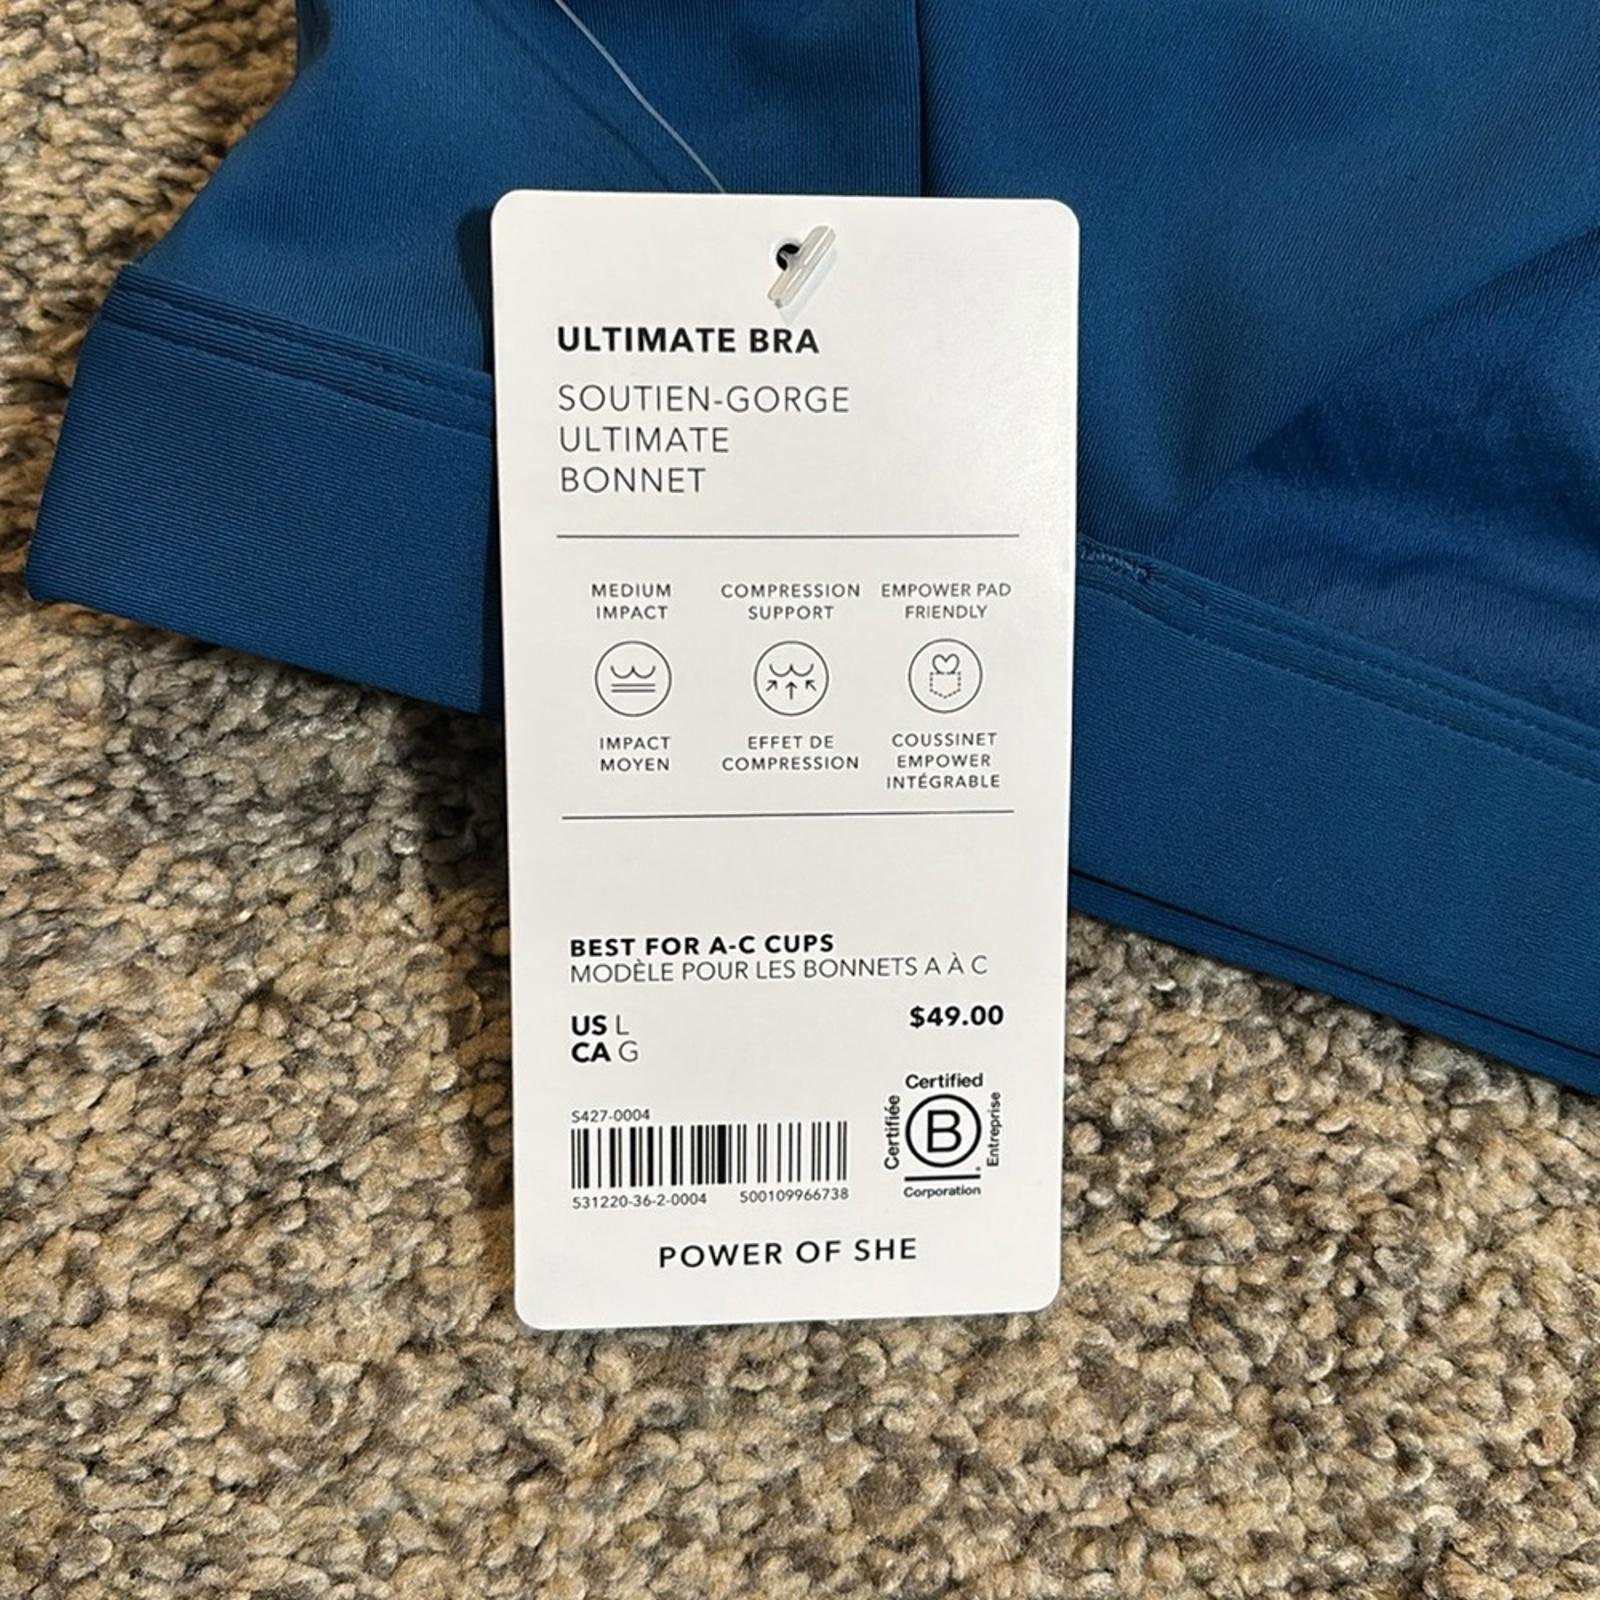 ULTIMATE BRA
SOUTIEN-GORGE
ULTIMATE
BONNET
MEDIUM
IMPACT
COMPRESSION
SUPPORT
EMPOWER PAD
FRIENDLY
IMPACT
MOYEN
EFFET DE
COMPRESSION
COUSSINET
EMPOWER
INTÉGRABLE
BEST FOR A-C CUPS
MODÈLE POUR LES BONNETS A À C
US L
CA G
$49.00
S427-0004
531220-36-2-0004 500109966738
Certified
Certifiée
B
Entreprise
Corporation
POWER OF SHE